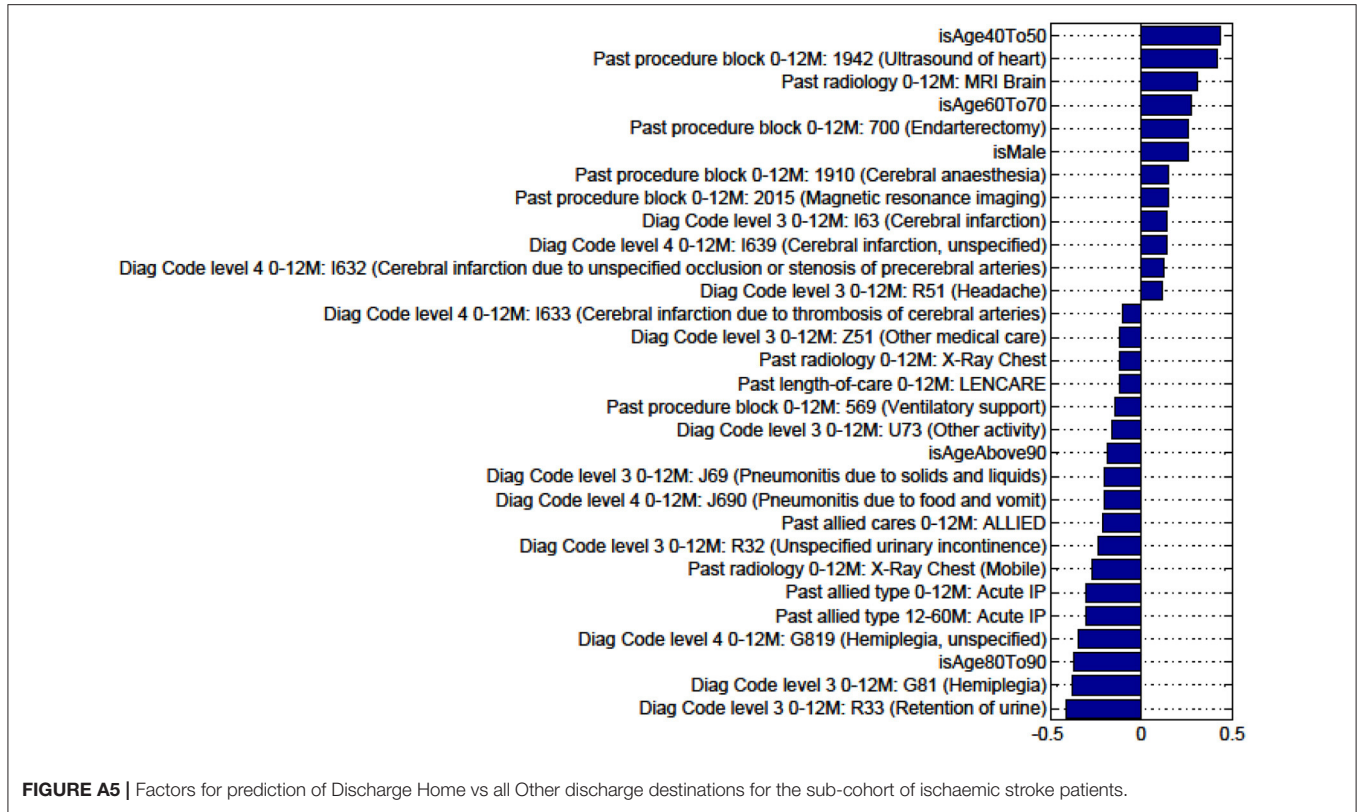 isAge40To50
Past procedure block 0-12M: 1942 (Ultrasound of heart)
Past radiology 0-12M: MRI Brain
isAge60To70
Past procedure block 0-12M: 700 (Endarterectomy)
isMale
Past procedure block 0-12M: 1910 (Cerebral anaesthesia)
Past procedure block 0-12M: 2015 (Magnetic resonance imaging)
Diag Code level 3 0-12M: I63 (Cerebral infarction)
Diag Code level 4 0-12M: I639 (Cerebral infarction, unspecified)
Diag Code level 4 0-12M: I632 (Cerebral infarction due to unspecified occlusion or stenosis of precerebral arteries)
Diag Code level 3 0-12M: R51 (Headache)
Diag Code level 4 0-12M: I633 (Cerebral infarction due to thrombosis of cerebral arteries)
Diag Code level 3 0-12M: Z51 (Other medical care)
Past radiology 0-12M: X-Ray Chest
Past length-of-care 0-12M: LENCARE
Past procedure block 0-12M: 569 (Ventilatory support)
Diag Code level 3 0-12M: U73 (Other activity)
isAgeAbove90
Diag Code level 3 0-12M: J69 (Pneumonitis due to solids and liquids)
Diag Code level 4 0-12M: J690 (Pneumonitis due to food and vomit)
Past allied cares 0-12M: ALLIED
Diag Code level 3 0-12M: R32 (Unspecified urinary incontinence)
Past radiology 0-12M: X-Ray Chest (Mobile)
Past allied type 0-12M: Acute IP
Past allied type 12-60M: Acute IP
Diag Code level 4 0-12M: G819 (Hemiplegia, unspecified)
isAge80To90
Diag Code level 3 0-12M: G81 (Hemiplegia)
Diag Code level 3 0-12M: R33 (Retention of urine)
-0.5 0 0.5
FIGURE A5 | Factors for prediction of Discharge Home vs all Other discharge destinations for the sub-cohort of ischaemic stroke patients.